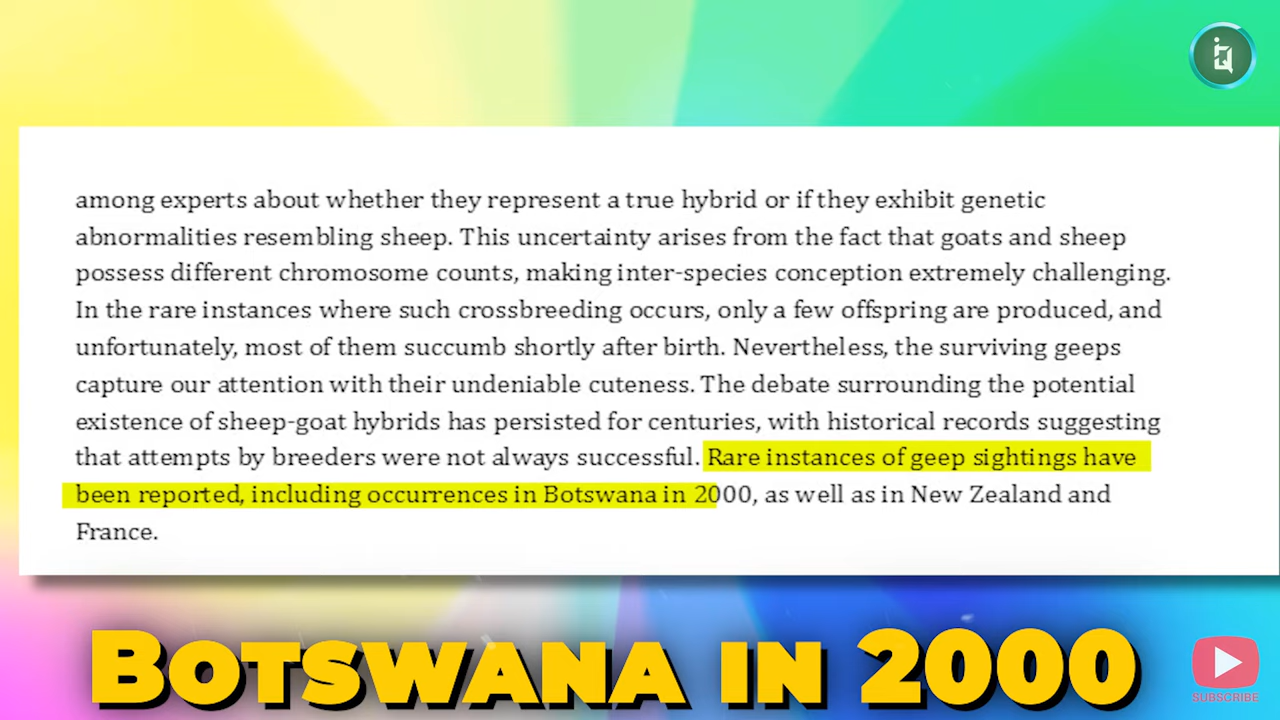 among experts about whether they represent a true hybrid or if they exhibit genetic
abnormalities resembling sheep. This uncertainty arises from the fact that goats and sheep
possess different chromosome counts, making inter-species conception extremely challenging.
In the rare instances where such crossbreeding occurs, only a few offspring are produced, and
unfortunately, most of them succumb shortly after birth. Nevertheless, the surviving geeps
capture our attention with their undeniable cuteness. The debate surrounding the potential
existence of sheep-goat hybrids has persisted for centuries, with historical records suggesting
that attempts by breeders were not always successful. Rare instances of geep sightings have
been reported, including occurrences in Botswana in 2000, as well as in New Zealand and
France.
BOTSWANA IN 2000
SUBSCRIBE